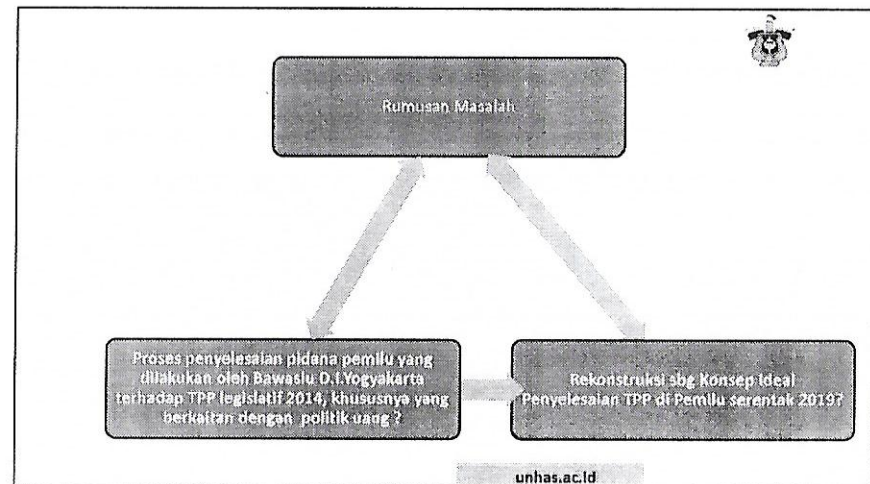 Rumusan Masalah
Proses penyelesaian pidana pemilu yang
dilakukan oleh Bawaslu D.I.Yogyakarta
terhadap TPP legislatif 2014, khususnya yang
berkaitan dengan politik uang ?
Rekonstruksi sbg Konsep Ideal
Penyelesaian TPP di Pemilu serentak 2019?
unhas.ac.id